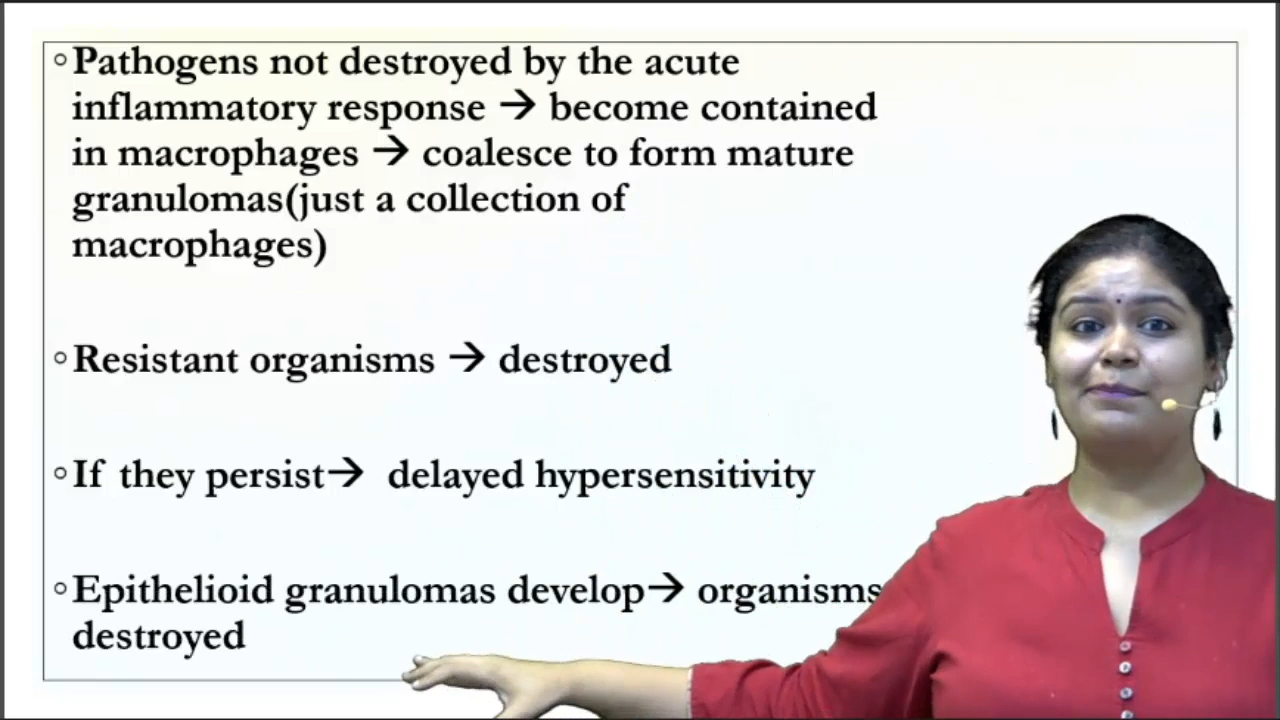 ◦Pathogens not destroyed by the acute
inflammatory response → become contained
in macrophages → coalesce to form mature
granulomas(just a collection of
macrophages)
◦Resistant organisms → destroyed
◦If they persist→ delayed hypersensitivity
◦Epithelioid granulomas develop→ organisms
destroyed